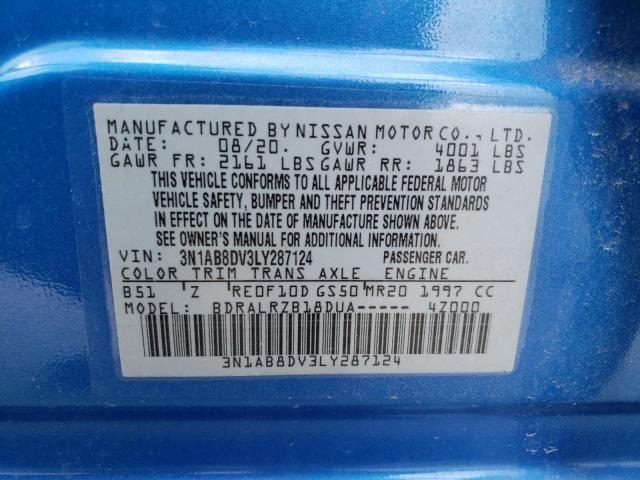 MANUFACTURED BY NISSAN MOTOR CO., LTD.
DATE: 08/20. GVWR: 4001 LBS
GAWR FR: 2161 LBS GAWR RR: 1863 LBS
THIS VEHICLE CONFORMS TO ALL APPLICABLE FEDERAL MOTOR
VEHICLE SAFETY, BUMPER AND THEFT PREVENTION STANDARDS
IN EFFECT ON THE DATE OF MANUFACTURE SHOWN ABOVE.
SEE OWNER'S MANUAL FOR ADDITIONAL INFORMATION.
VIN: 3N1AB8DV3LY287124 PASSENGER CAR.
COLOR TRIM TRANS AXLE ENGINE
B51 Z RE0F10D GS50 MR20 1997 CC
MODEL: BDRALRZB18DUA----- 4Z000
3N1AB8DV3LY287124